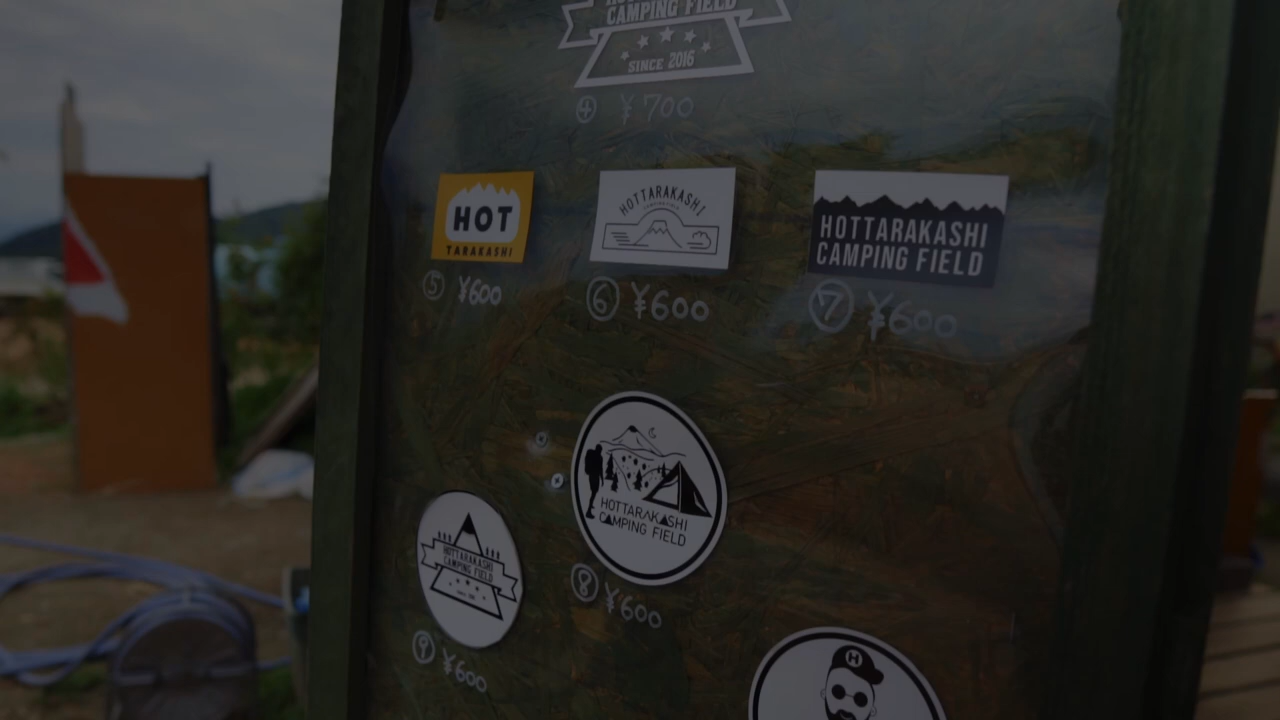 CAMPING FIELD
SINCE 2016
④ ¥700
HOT
TARAKASHI
⑤ ¥600
HOTTARAKASHI
⑥ ¥600
HOTTARAKASHI
CAMPING FIELD
⑦ ¥600
HOTTARAKASHI
CAMPING FIELD
⑧ ¥600
HOTTARAKASHI
CAMPING FIELD
⑨ ¥600
H